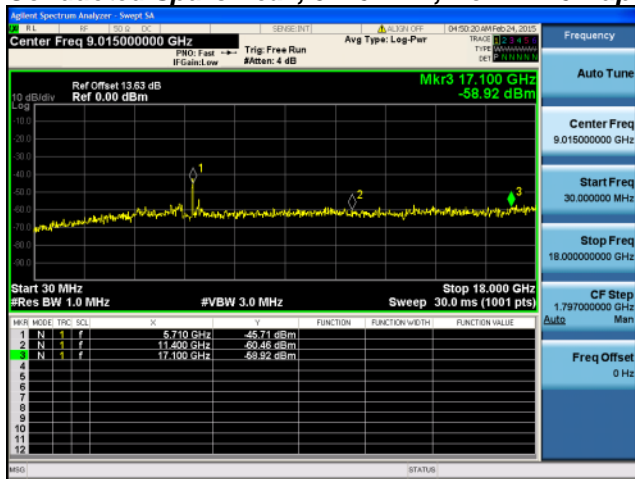 Agilent Spectrum Analyzer - Swept SA
RL RF 50 Ω DC SENSE:INT ALIGN OFF 04:50:20 AM Feb 24, 2015
Center Freq 9.015000000 GHz
PNO: Fast
IFGain:Low
Trig: Free Run
#Atten: 4 dB
Avg Type: Log-Pwr
TRACE 1 2 3 4 5 6
TYPE
DET P N N N N N
Frequency
Auto Tune
Mkr3 17.100 GHz
-58.92 dBm
Ref Offset 13.63 dB
10 dB/div Ref 0.00 dBm
Log
-10.0
-20.0
-30.0
-40.0
-50.0
-60.0
-70.0
-80.0
-90.0
1
2
3
Center Freq
9.015000000 GHz
Start Freq
30.000000 MHz
Stop Freq
18.000000000 GHz
Start 30 MHz Stop 18.000 GHz
#Res BW 1.0 MHz #VBW 3.0 MHz Sweep 30.0 ms (1001 pts)
CF Step
1.797000000 GHz
Auto Man
Freq Offset
0 Hz
MKR MODE TRC SCL X Y FUNCTION FUNCTION WIDTH FUNCTION VALUE
1 N 1 f 5.710 GHz -45.71 dBm
2 N 1 f 11.400 GHz -60.46 dBm
3 N 1 f 17.100 GHz -58.92 dBm
4
5
6
7
8
9
10
11
12
MSG STATUS